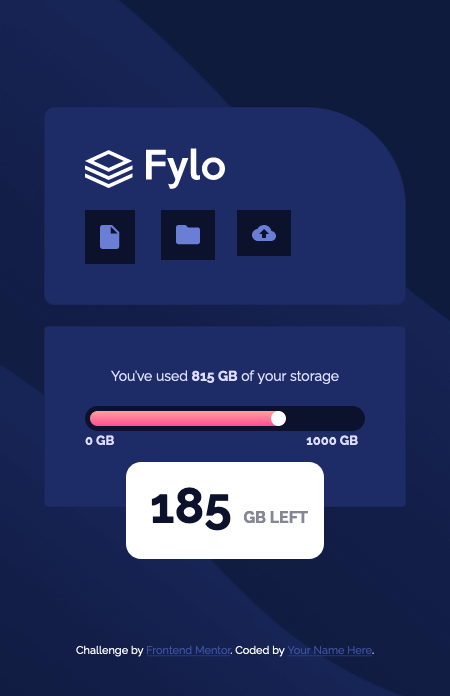 Fylo
You've used 815 GB of your storage
0 GB 1000 GB
185 GB LEFT
Challenge by Frontend Mentor. Coded by Your Name Here.